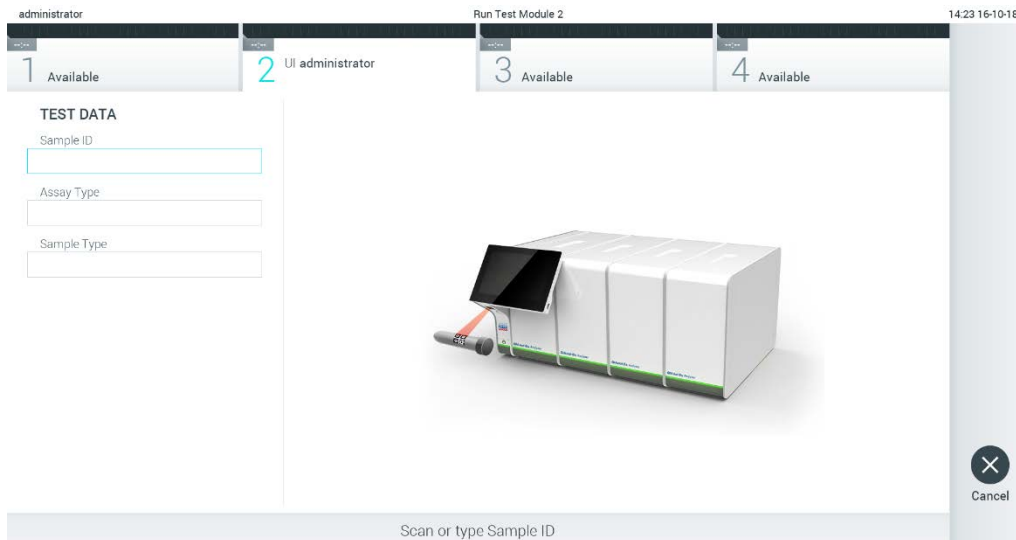 administrator
Run Test Module 2
14:23 16-10-18
--:--
--:--
--:--
--:--
1 Available
2 UI administrator
3 Available
4 Available
TEST DATA
Sample ID
Assay Type
Sample Type
Cancel
Scan or type Sample ID